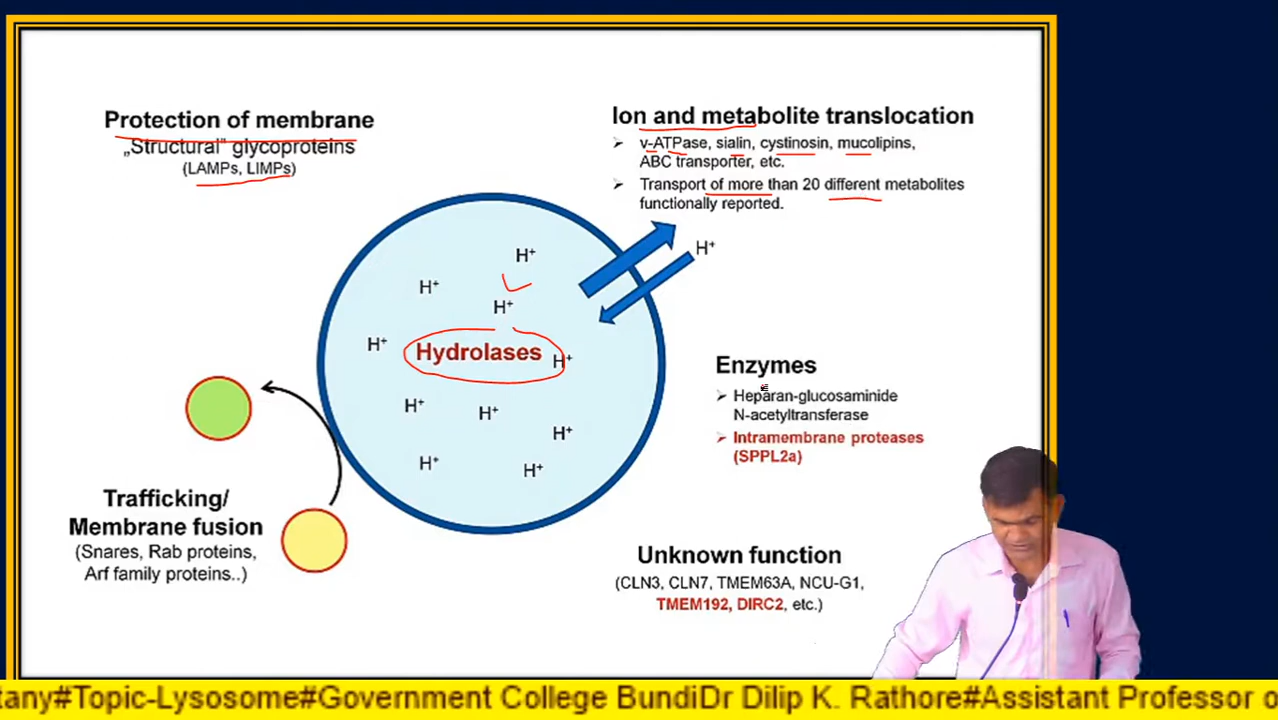 Protection of membrane
„Structural" glycoproteins
(LAMPs, LIMPs)
Ion and metabolite translocation
➢ v-ATPase, sialin, cystinosin, mucolipins,
ABC transporter, etc.
➢ Transport of more than 20 different metabolites
functionally reported.
H⁺
H⁺
H⁺
H⁺
H⁺
Hydrolases
H⁺
H⁺
H⁺
H⁺
H⁺
H⁺
Enzymes
➢ Heparan-glucosaminide
N-acetyltransferase
➢ Intramembrane proteases
(SPPL2a)
Trafficking/
Membrane fusion
(Snares, Rab proteins,
Arf family proteins..)
Unknown function
(CLN3, CLN7, TMEM63A, NCU-G1,
TMEM192, DIRC2, etc.)
tany#Topic-Lysosome#Government College BundiDr Dilip K. Rathore#Assistant Professor o